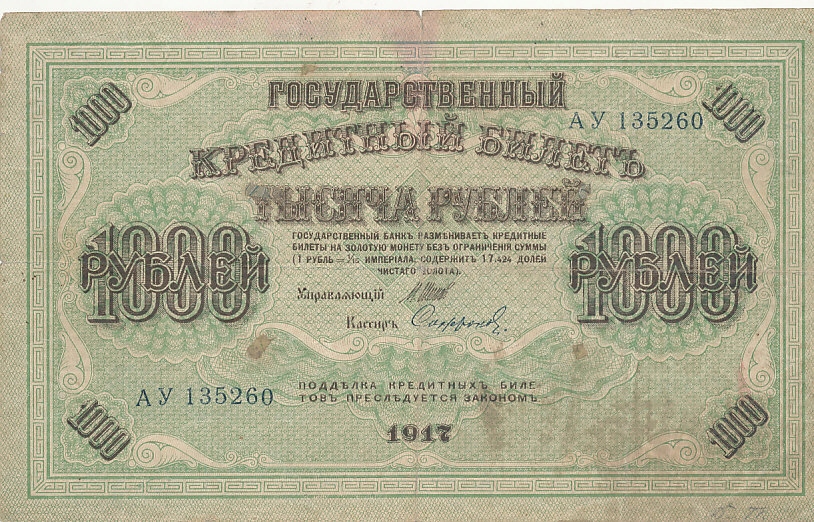 1000 ГОСУДАРСТВЕННЫЙ 1000
АУ 135260
КРЕДИТНЫЙ БИЛЕТЪ
ТЫСЯЧА РУБЛЕЙ
ГОСУДАРСТВЕННЫЙ БАНКЪ РАЗМѢНИВАЕТЪ КРЕДИТНЫЕ
БИЛЕТЫ НА ЗОЛОТУЮ МОНЕТУ БЕЗЪ ОГРАНИЧЕНІЯ СУММЫ
(1 РУБЛЬ = 1/15 ИМПЕРІАЛА, СОДЕРЖИТЪ 17,424 ДОЛЕЙ
ЧИСТАГО ЗОЛОТА).
1000 РУБЛЕЙ
1000 РУБЛЕЙ
Управляющій
Кассиръ
АУ 135260
ПОДДѢЛКА КРЕДИТНЫХЪ БИЛЕ-
ТОВЪ ПРЕСЛѢДУЕТСЯ ЗАКОНОМЪ
1000 1917 1000